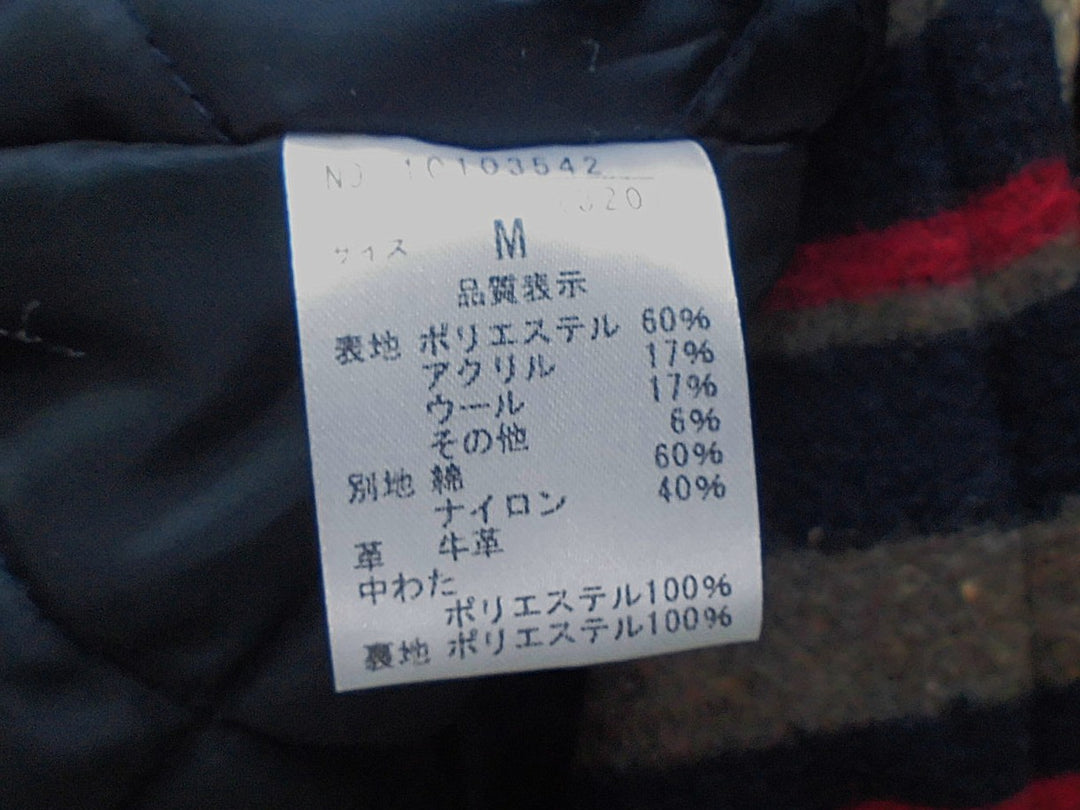 NO 10103542
320
サイズ M
品質表示
表地 ポリエステル 60%
アクリル 17%
ウール 17%
その他 6%
別地 綿 60%
ナイロン 40%
革 牛革
中わた
ポリエステル100%
裏地 ポリエステル100%